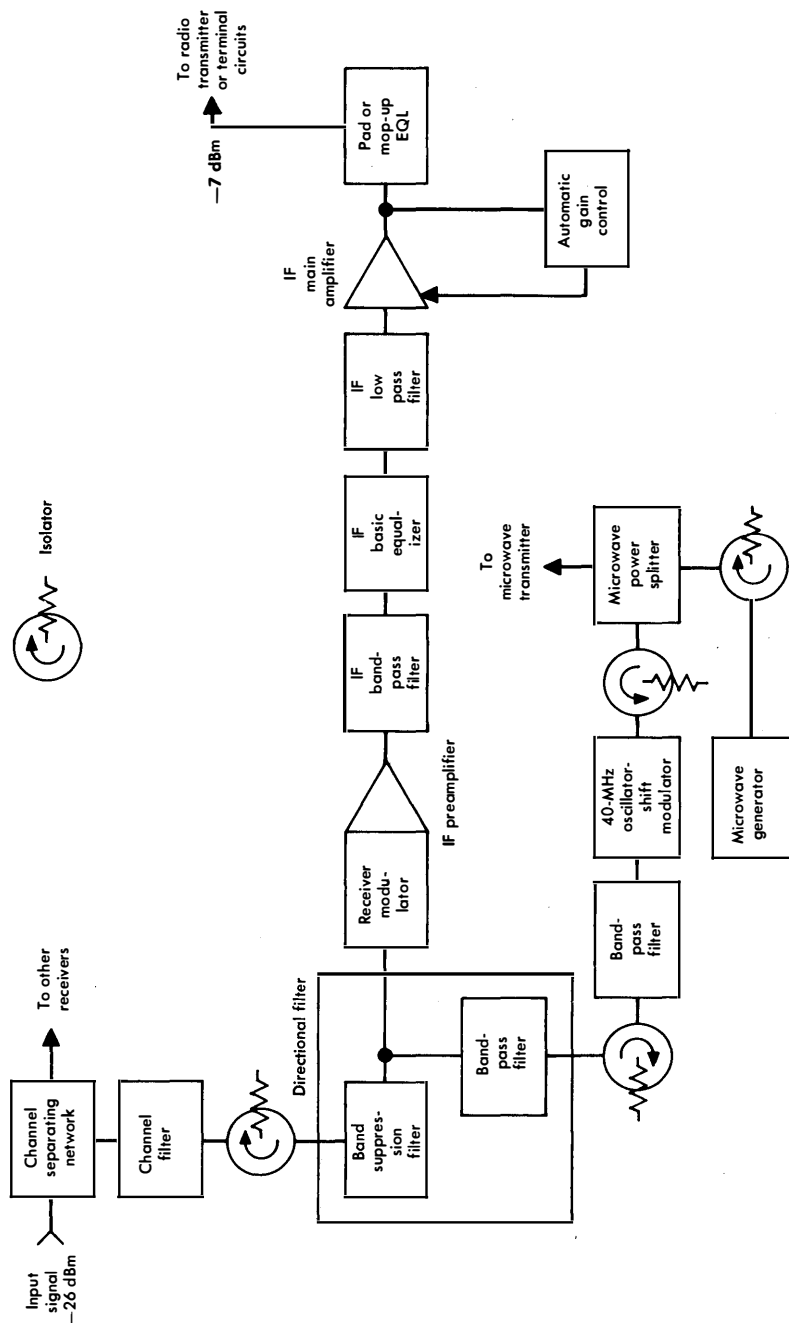 Input
signal
—26 dBm
Channel
separating
network
To other
receivers
Channel
filter
Isolator
Directional filter
Band
suppres-
sion
filter
Band-
pass
filter
Receiver
modu-
lator
IF preamplifier
IF
band-
pass
filter
IF
basic
equal-
izer
IF
low
pass
filter
IF
main
amplifier
Automatic
gain
control
Pad or
mop-up
EQL
—7 dBm
To radio
transmitter
or terminal
circuits
Band-
pass
filter
40-MHz
oscillator-
shift
modulator
Microwave
power
splitter
To
microwave
transmitter
Microwave
generator